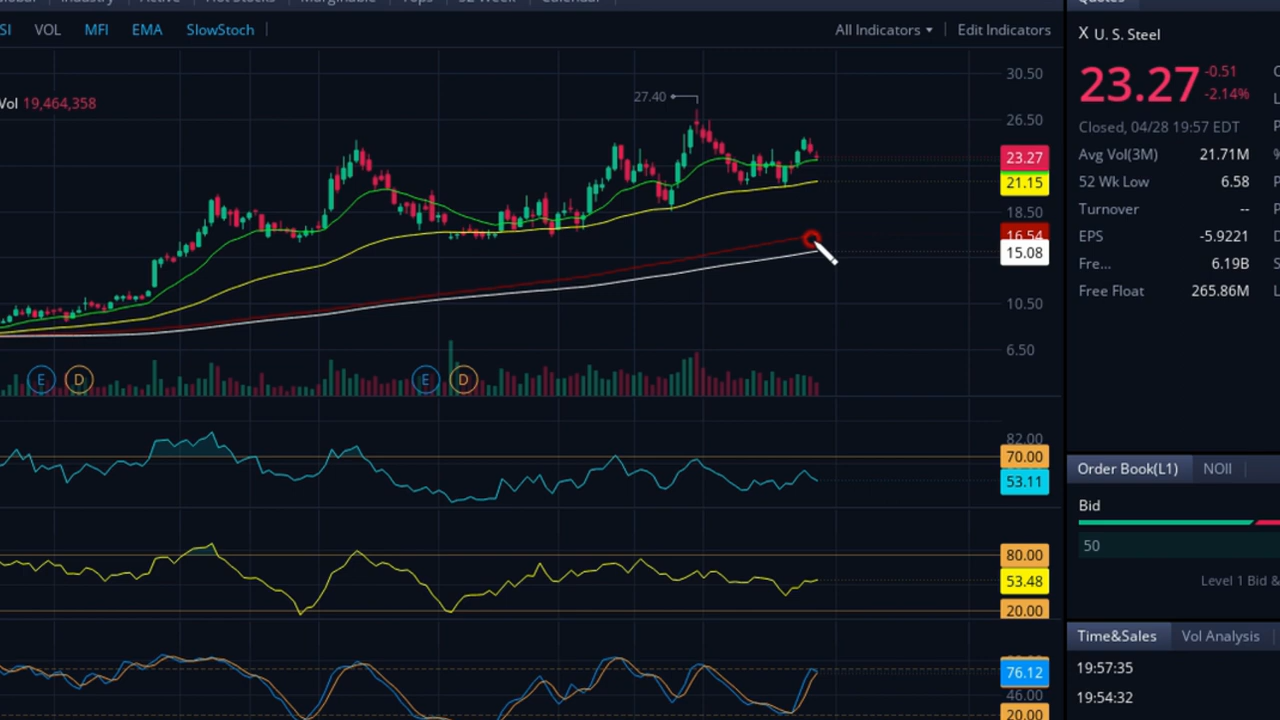 SI VOL MFI EMA SlowStoch All Indicators Edit Indicators
Vol 19,464,358
27.40
30.50
26.50
23.27
21.15
18.50
16.54
15.08
10.50
6.50
E D E D
82.00
70.00
53.11
80.00
53.48
20.00
76.12
46.00
20.00
Quotes
X U. S. Steel
23.27 -0.51
-2.14%
Closed, 04/28 19:57 EDT
Avg Vol(3M) 21.71M
52 Wk Low 6.58
Turnover --
EPS -5.9221
Fre... 6.19B
Free Float 265.86M
Order Book(L1) NOII
Bid
50
Level 1 Bid &
Time&Sales Vol Analysis
19:57:35
19:54:32